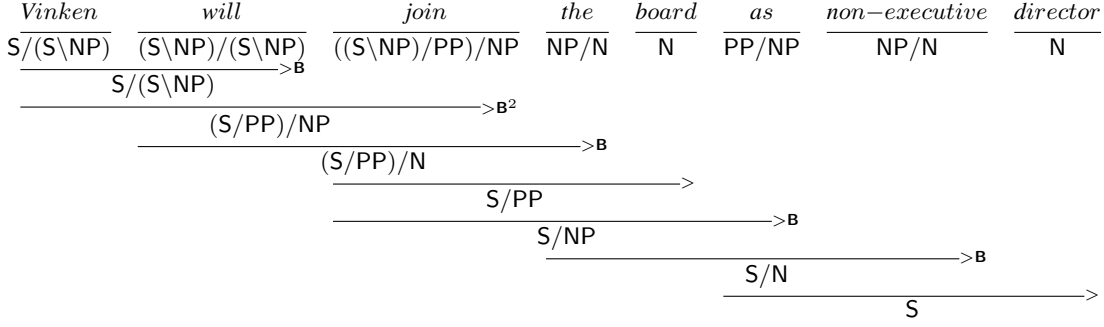 Vinken will join the board as non−executive director
S/(S\NP) (S\NP)/(S\NP) ((S\NP)/PP)/NP NP/N N PP/NP NP/N N
>B
S/(S\NP)
>B²
(S/PP)/NP
>B
(S/PP)/N
>
S/PP
>B
S/NP
>B
S/N
>
S